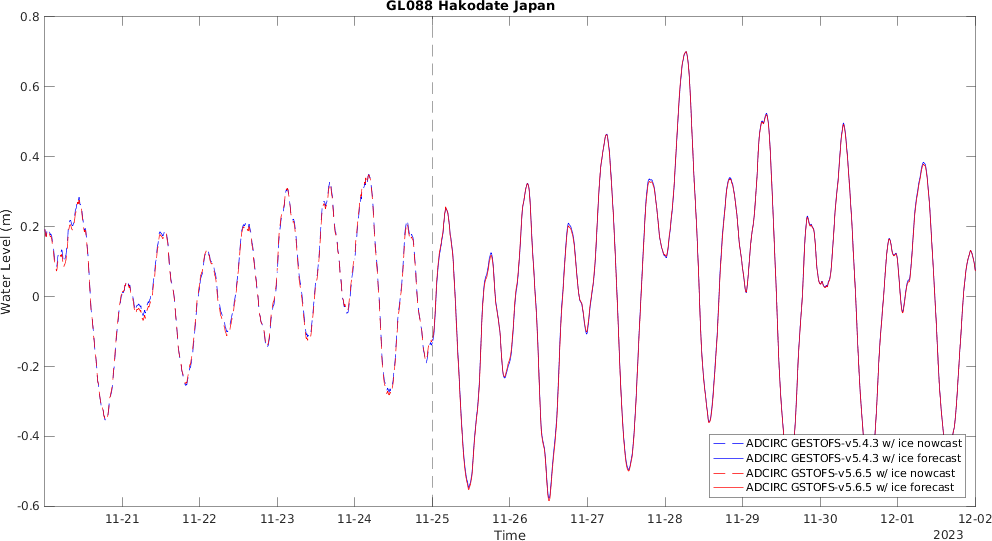 GL088 Hakodate Japan
0.8
0.6
0.4
0.2
0
-0.2
-0.4
-0.6
Water Level (m)
ADCIRC GESTOFS-v5.4.3 w/ ice nowcast
ADCIRC GESTOFS-v5.4.3 w/ ice forecast
ADCIRC GSTOFS-v5.6.5 w/ ice nowcast
ADCIRC GSTOFS-v5.6.5 w/ ice forecast
11-21 11-22 11-23 11-24 11-25 11-26 11-27 11-28 11-29 11-30 12-01 12-02
Time
2023